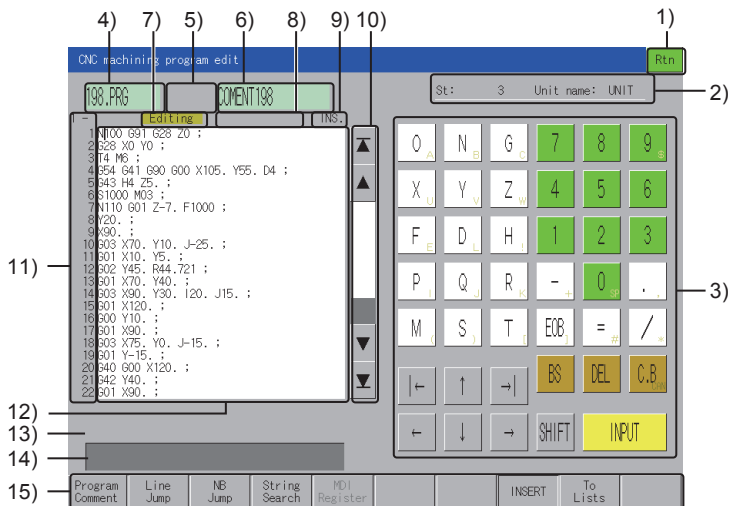 4) 7) 5) 6) 8) 9) 10) 1)
CNC machining program edit Rtn
198.PRG COMENT198
St: 3 Unit name: UNIT 2)
1 - Editing INS.
1 N100 G91 G28 Z0 ;
2 G28 X0 Y0 ;
3 T4 M6 ;
4 G54 G41 G90 G00 X105. Y55. D4 ;
5 G43 H4 Z5. ;
6 S1000 M03 ;
7 N110 G01 Z-7. F1000 ;
8 Y20. ;
9 X90. ;
10 G03 X70. Y10. J-25. ;
11 G01 X10. Y5. ;
12 G02 Y45. R44.721 ;
13 G01 X70. Y40. ;
14 G03 X90. Y30. I20. J15. ;
15 G01 X120. ;
16 G00 Y10. ;
17 G01 X90. ;
18 G03 X75. Y0. J-15. ;
19 G01 Y-15. ;
20 G40 G00 X120. ;
21 G42 Y40. ;
22 G01 X90. ;
O A N B G C 7 8 9
X U Y V Z W 4 5 6
F E D L H ! 1 2 3
P I Q J R K - + 0 SP . ,
M ( S ) T [ EOB ] = # / *
|← ↑ →| BS DEL C.B CAN
← ↓ → SHIFT INPUT
3)
11)
12)
13)
14)
15)
Program Comment
Line Jump
NB Jump
String Search
MDI Register
INSERT
To Lists